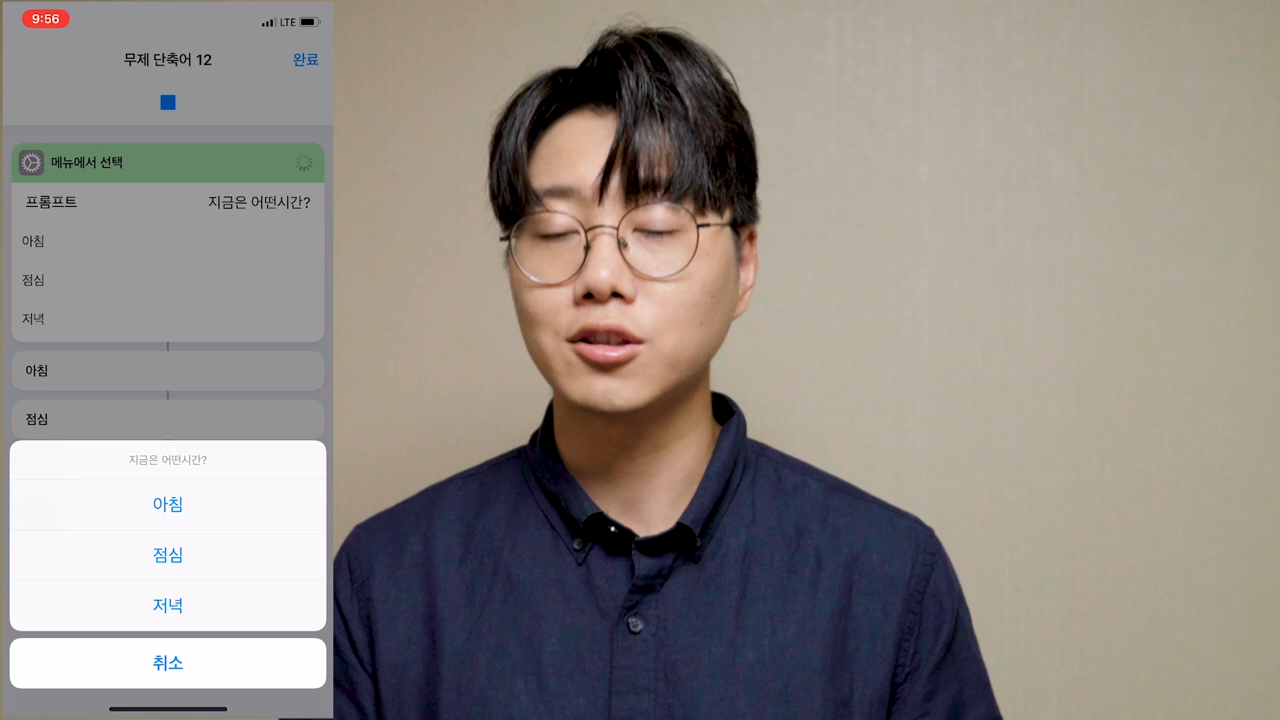 9:56
LTE
무제 단축어 12
완료
메뉴에서 선택
프롬프트 지금은 어떤시간?
아침
점심
저녁
아침
점심
지금은 어떤시간?
아침
점심
저녁
취소